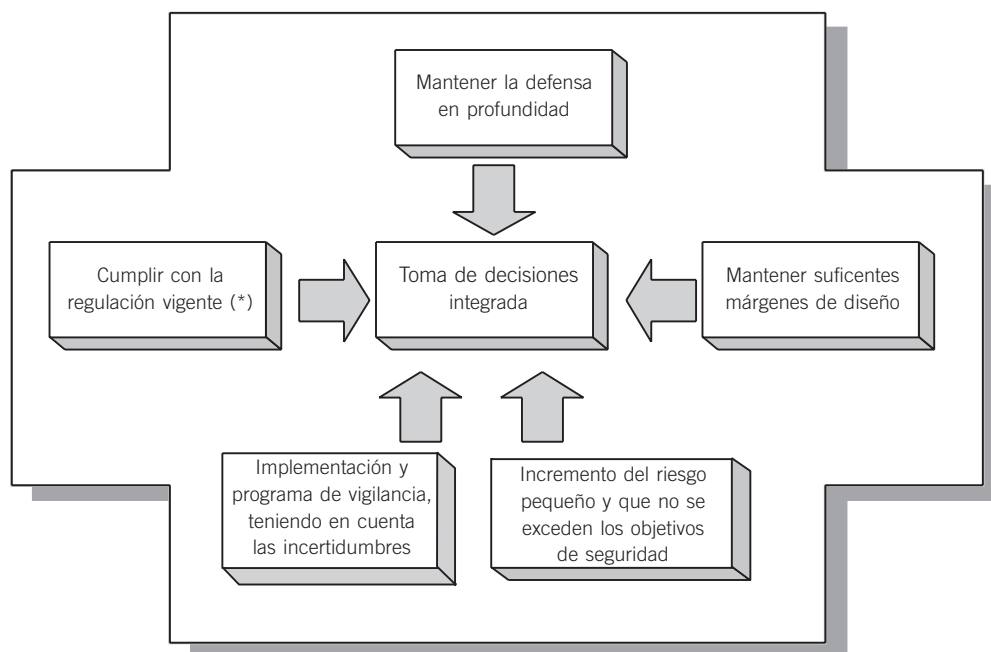 Mantener la defensa
en profundidad
Cumplir con la
regulación vigente (*)
Toma de decisiones
integrada
Mantener suficentes
márgenes de diseño
Implementación y
programa de vigilancia,
teniendo en cuenta
las incertidumbres
Incremento del riesgo
pequeño y que no se
exceden los objetivos
de seguridad